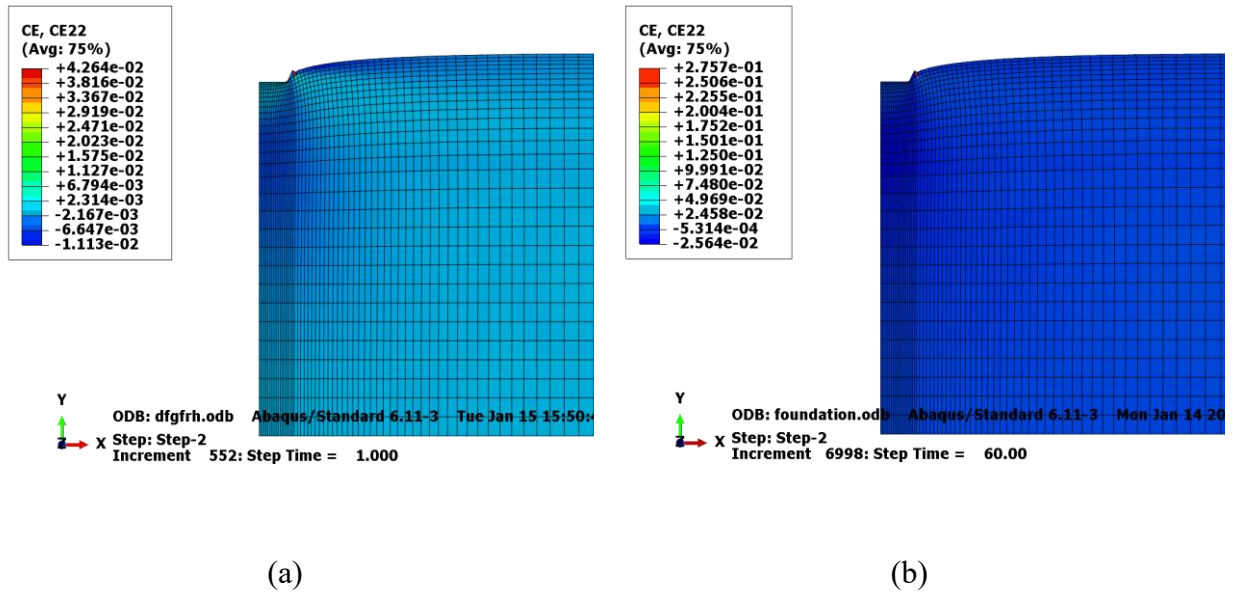 CE, CE22
(Avg: 75%)
+4.264e-02
+3.816e-02
+3.367e-02
+2.919e-02
+2.471e-02
+2.023e-02
+1.575e-02
+1.127e-02
+6.794e-03
+2.314e-03
-2.167e-03
-6.647e-03
-1.113e-02
Y
Z
X
ODB: dfgfrh.odb Abaqus/Standard 6.11-3 Tue Jan 15 15:50:4
Step: Step-2
Increment 552: Step Time = 1.000
(a)
CE, CE22
(Avg: 75%)
+2.757e-01
+2.506e-01
+2.255e-01
+2.004e-01
+1.752e-01
+1.501e-01
+1.250e-01
+9.991e-02
+7.480e-02
+4.969e-02
+2.458e-02
-5.314e-04
-2.564e-02
Y
Z
X
ODB: foundation.odb Abaqus/Standard 6.11-3 Mon Jan 14 20
Step: Step-2
Increment 6998: Step Time = 60.00
(b)